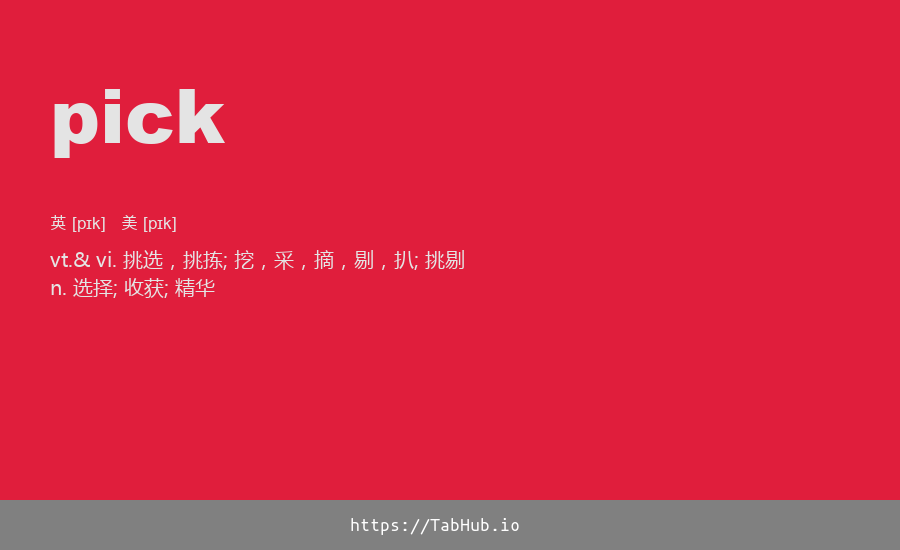 pick
英 [pɪk]   美 [pɪk]
vt.& vi. 挑选，挑拣; 挖，采，摘，剔，扒; 挑剔
n. 选择; 收获; 精华
https://TabHub.io